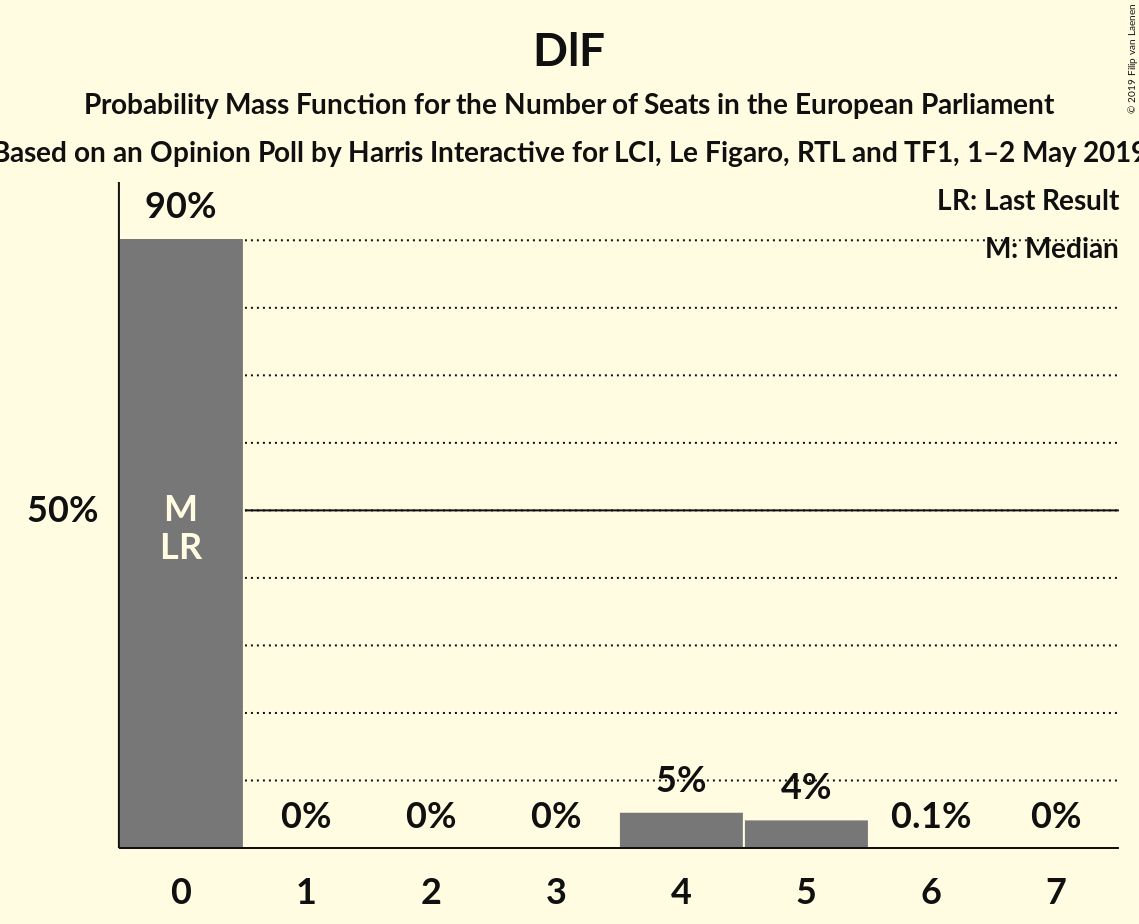 DlF
Probability Mass Function for the Number of Seats in the European Parliament
Based on an Opinion Poll by Harris Interactive for LCI, Le Figaro, RTL and TF1, 1–2 May 2019
© 2019 Filip van Laenen
LR: Last Result
M: Median
90%
50%
M
LR
0%
0%
0%
5%
4%
0.1%
0%
0
1
2
3
4
5
6
7